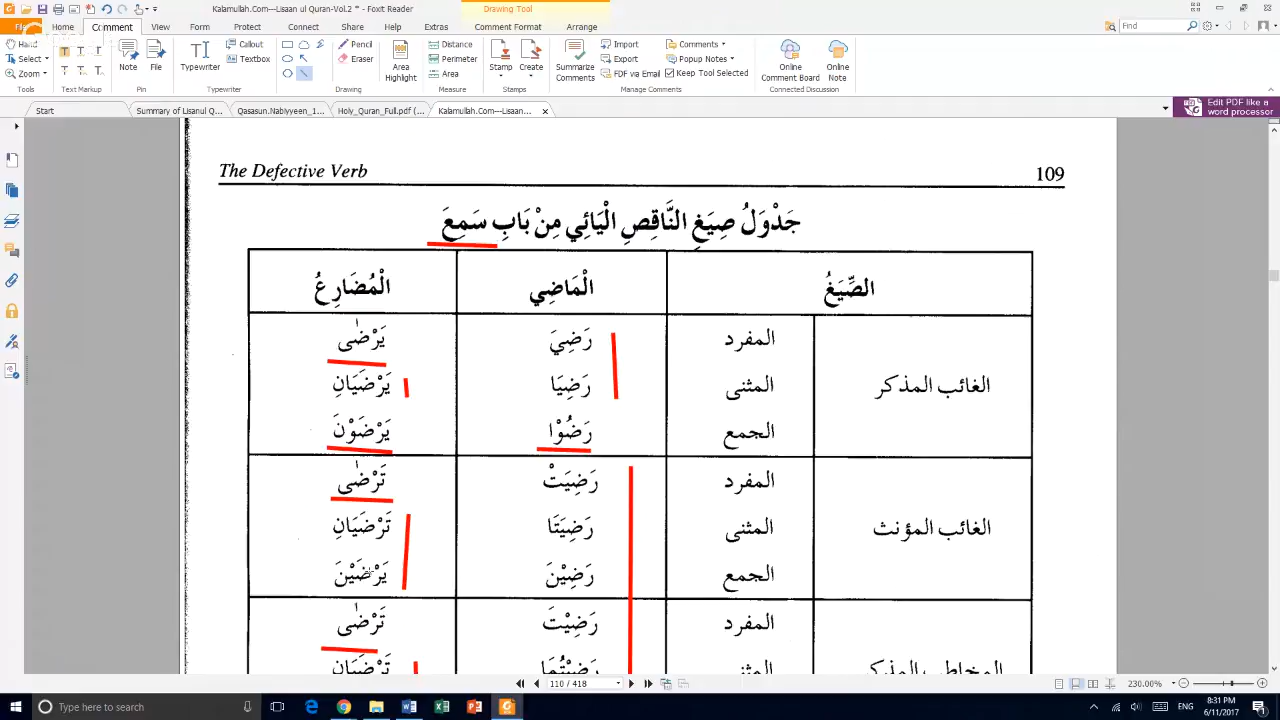 Kalamullah.Com---Lisaan ul Quran-Vol.2 * - Foxit Reader
Drawing Tool
File Home Comment View Form Protect Share Connect Help Extras Comment Format Arrange
Find
Hand
Select
Zoom
Tools
Text Markup
Note
File
Pin
Typewriter
Callout
Textbox
Typewriter
Pencil
Eraser
Drawing
Area Highlight
Distance
Perimeter
Area
Measure
Stamp
Create
Stamps
Summarize Comments
Import
Export
FDF via Email
Comments
Popup Notes
Keep Tool Selected
Manage Comments
Online Comment Board
Online Note
Connected Discussion
Start
Summary of Lisanul Q...
Qasasun.Nabiyyeen_1...
Holy_Quran_Full.pdf (...
Kalamullah.Com---Lisaan...
Edit PDF like a word processor
The Defective Verb 109
جَدْوَلُ صِيَغِ النَّاقِصِ الْيَائِي مِنْ بَابِ سَمِعَ
الصِّيَغُ الْمَاضِي الْمُضَارِعُ
المفرد رَضِيَ يَرْضٰى
الغائب المذكر المثنى رَضِيَا يَرْضَيَانِ
الجمع رَضُوْا يَرْضَوْنَ
المفرد رَضِيَتْ تَرْضٰى
الغائب المؤنث المثنى رَضِيَتَا تَرْضَيَانِ
الجمع رَضِيْنَ يَرْضَيْنَ
المفرد رَضِيْتَ تَرْضٰى
المخاطب المذكر المثنى رَضِيْتُمَا تَرْضَيَانِ
110 / 418
230.00%
Type here to search
ENG
8:31 PM
6/11/2017